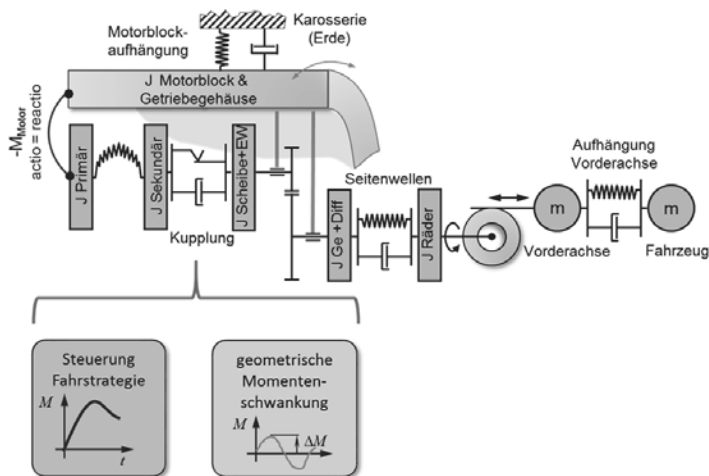 Karosserie
(Erde)
Motorblock-
aufhängung
J Motorblock &
Getriebegehäuse
-M_Motor
actio = reactio
J Primär
J Sekundär
J Scheibe+EW
Kupplung
Seitenwellen
J Ge +Diff
J Räder
Aufhängung
Vorderachse
m
m
Vorderachse
Fahrzeug
Steuerung
Fahrstrategie
M
t
geometrische
Momenten-
schwankung
M
ΔM